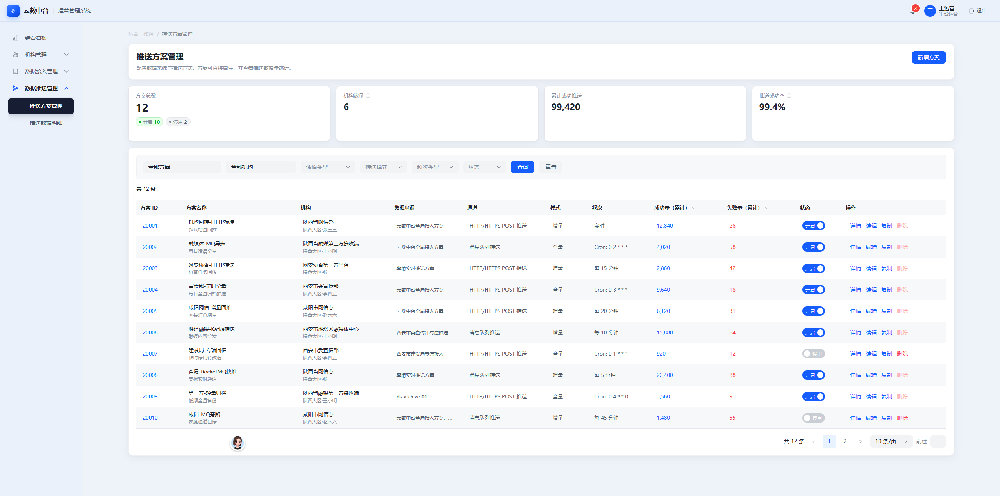 云数中台 运营管理系统 3 王 王运营 平台运营 退出
综合看板
机构管理
数据接入管理
数据推送管理
推送方案管理
推送数据明细
运营工作台 / 推送方案管理
推送方案管理
新增方案
配置数据来源与推送方式，方案可直接启停，并查看推送数据量统计。
方案总数
12
开启 10 停用 2
机构数量
6
累计成功推送
99,420
推送成功率
99.4%
全部方案 全部机构 通道类型 推送模式 频次类型 状态 查询 重置
共 12 条
方案 ID 方案名称 机构 数据来源 通道 模式 频次 成功量（累计） 失败量（累计） 状态 操作
20001 机构回推-HTTP标准 默认增量回推 陕西省网信办 陕西大区·张三三 云数中台全局接入方案 HTTP/HTTPS POST 推送 增量 实时 12,840 26 开启 详情 编辑 复制 删除
20002 融媒体-MQ异步 每日凌晨全量 陕西省融媒第三方接收端 陕西大区·王小明 云数中台全局接入方案 消息队列推送 全量 Cron: 0 2 * * * 4,020 58 开启 详情 编辑 复制 删除
20003 网安协查-HTTP推送 协查任务回传 网安协查第三方平台 陕西大区·张三三 舆情实时推送方案 HTTP/HTTPS POST 推送 增量 每 15 分钟 2,860 42 开启 详情 编辑 复制 删除
20004 宣传部-定时全量 每日全量归档推送 西安市委宣传部 陕西大区·李四五 云数中台全局接入方案 HTTP/HTTPS POST 推送 全量 Cron: 0 3 * * * 9,640 18 开启 详情 编辑 复制 删除
20005 咸阳网信-增量回推 区县汇总增量 咸阳市网信办 陕西大区·赵六六 云数中台全局接入方案 HTTP/HTTPS POST 推送 增量 每 20 分钟 6,120 31 开启 详情 编辑 复制 删除
20006 雁塔融媒-Kafka推送 融媒内容分发 西安市雁塔区融媒体中心 陕西大区·王小明 西安市委宣传部专属推送... 消息队列推送 增量 每 10 分钟 15,880 64 开启 详情 编辑 复制 删除
20007 建设局-专项回传 临时停用待改造 西安市委宣传部 陕西大区·李四五 西安市建设局专属接入 HTTP/HTTPS POST 推送 全量 Cron: 0 1 * * 1 920 12 停用 详情 编辑 复制 删除
20008 省局-RocketMQ快推 高优实时通道 陕西省网信办 陕西大区·张三三 舆情实时推送方案 消息队列推送 增量 每 5 分钟 22,400 88 开启 详情 编辑 复制 删除
20009 第三方-轻量归档 低频全量备份 陕西省融媒第三方接收端 陕西大区·王小明 ds-archive-01 HTTP/HTTPS POST 推送 全量 Cron: 0 4 * * 0 3,560 9 开启 详情 编辑 复制 删除
20010 咸阳-MQ旁路 灰度通道已停 咸阳市网信办 陕西大区·赵六六 云数中台全局接入方案、... 消息队列推送 增量 每 45 分钟 1,480 55 停用 详情 编辑 复制 删除
共 12 条 1 2 10 条/页 前往